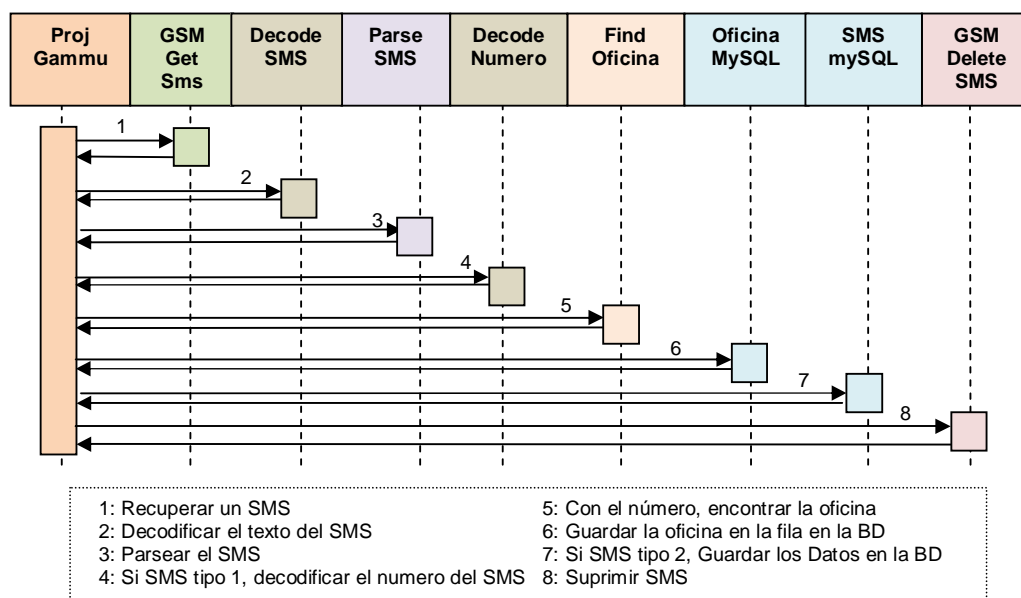 Proj
Gammu
GSM
Get
Sms
Decode
SMS
Parse
SMS
Decode
Numero
Find
Oficina
Oficina
MySQL
SMS
mySQL
GSM
Delete
SMS
1
2
3
4
5
6
7
8
1: Recuperar un SMS
2: Decodificar el texto del SMS
3: Parsear el SMS
4: Si SMS tipo 1, decodificar el numero del SMS
5: Con el número, encontrar la oficina
6: Guardar la oficina en la fila en la BD
7: Si SMS tipo 2, Guardar los Datos en la BD
8: Suprimir SMS